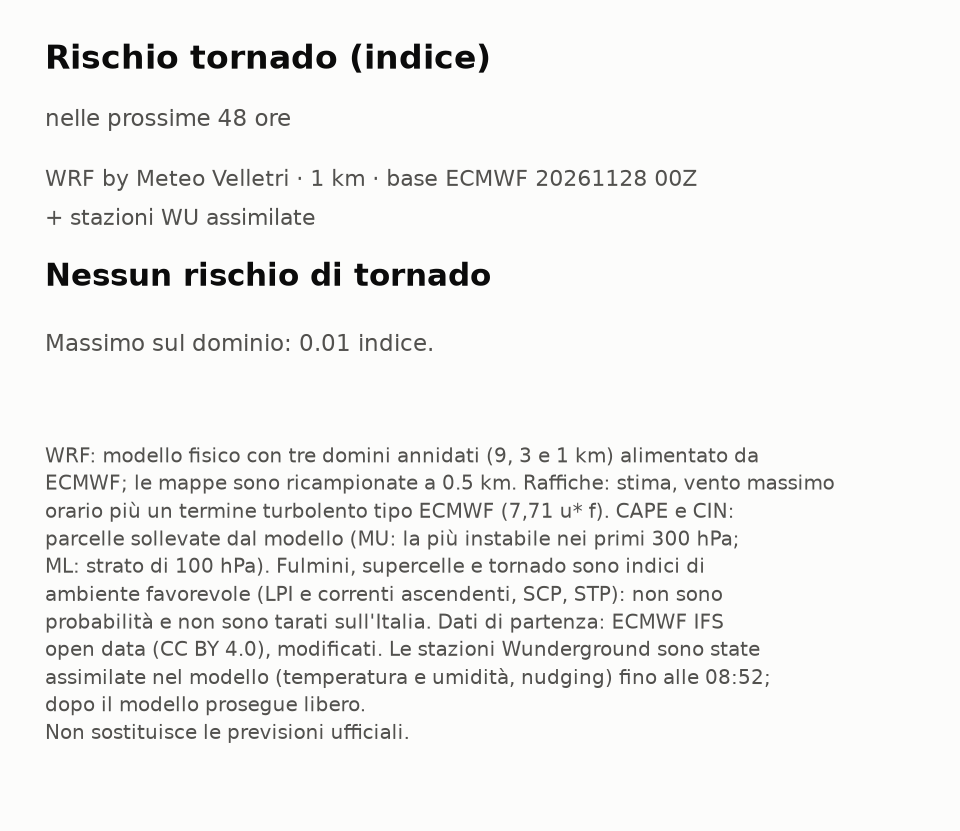 Rischio tornado (indice)
nelle prossime 48 ore
WRF by Meteo Velletri · 1 km · base ECMWF 20261128 00Z
+ stazioni WU assimilate
Nessun rischio di tornado
Massimo sul dominio: 0.01 indice.
WRF: modello fisico con tre domini annidati (9, 3 e 1 km) alimentato da
ECMWF; le mappe sono ricampionate a 0.5 km. Raffiche: stima, vento massimo
orario più un termine turbolento tipo ECMWF (7,71 u* f). CAPE e CIN:
parcelle sollevate dal modello (MU: la più instabile nei primi 300 hPa;
ML: strato di 100 hPa). Fulmini, supercelle e tornado sono indici di
ambiente favorevole (LPI e correnti ascendenti, SCP, STP): non sono
probabilità e non sono tarati sull'Italia. Dati di partenza: ECMWF IFS
open data (CC BY 4.0), modificati. Le stazioni Wunderground sono state
assimilate nel modello (temperatura e umidità, nudging) fino alle 08:52;
dopo il modello prosegue libero.
Non sostituisce le previsioni ufficiali.